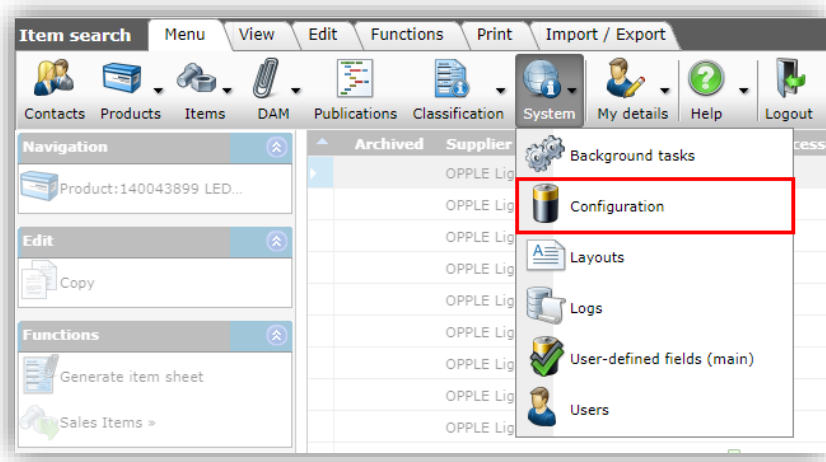 Item search Menu View Edit Functions Print Import / Export
Contacts Products Items DAM Publications Classification System My details Help Logout
Navigation
Product:140043899 LED...
Edit
Copy
Functions
Generate item sheet
Sales Items »
Archived Supplier
OPPLE Lig
OPPLE Lig
OPPLE Lig
OPPLE Lig
OPPLE Lig
OPPLE Lig
OPPLE Lig
OPPLE Lig
OPPLE Lig
Background tasks
Configuration
Layouts
Logs
User-defined fields (main)
Users
cess